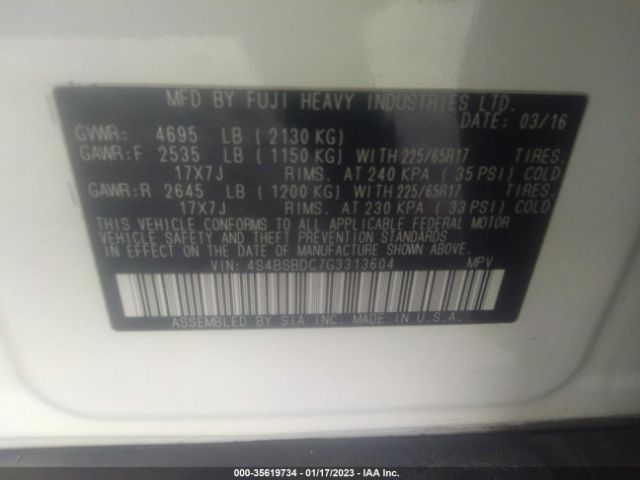 MFD BY FUJI HEAVY INDUSTRIES LTD.
DATE: 03/16
GVWR: 4695 LB ( 2130 KG)
GAWR:F 2535 LB ( 1150 KG) WITH 225/65R17 TIRES.
17X7J RIMS. AT 240 KPA ( 35 PSI) COLD
GAWR:R 2645 LB ( 1200 KG) WITH 225/65R17 TIRES.
17X7J RIMS. AT 230 KPA ( 33 PSI) COLD
THIS VEHICLE CONFORMS TO ALL APPLICABLE FEDERAL MOTOR
VEHICLE SAFETY AND THEFT PREVENTION STANDARDS
IN EFFECT ON THE DATE OF MANUFACTURE SHOWN ABOVE.
VIN: 4S4BSBDC7G3313604 MPV
ASSEMBLED BY SIA INC. MADE IN U.S.A.
000-35619734 - 01/17/2023 - IAA Inc.